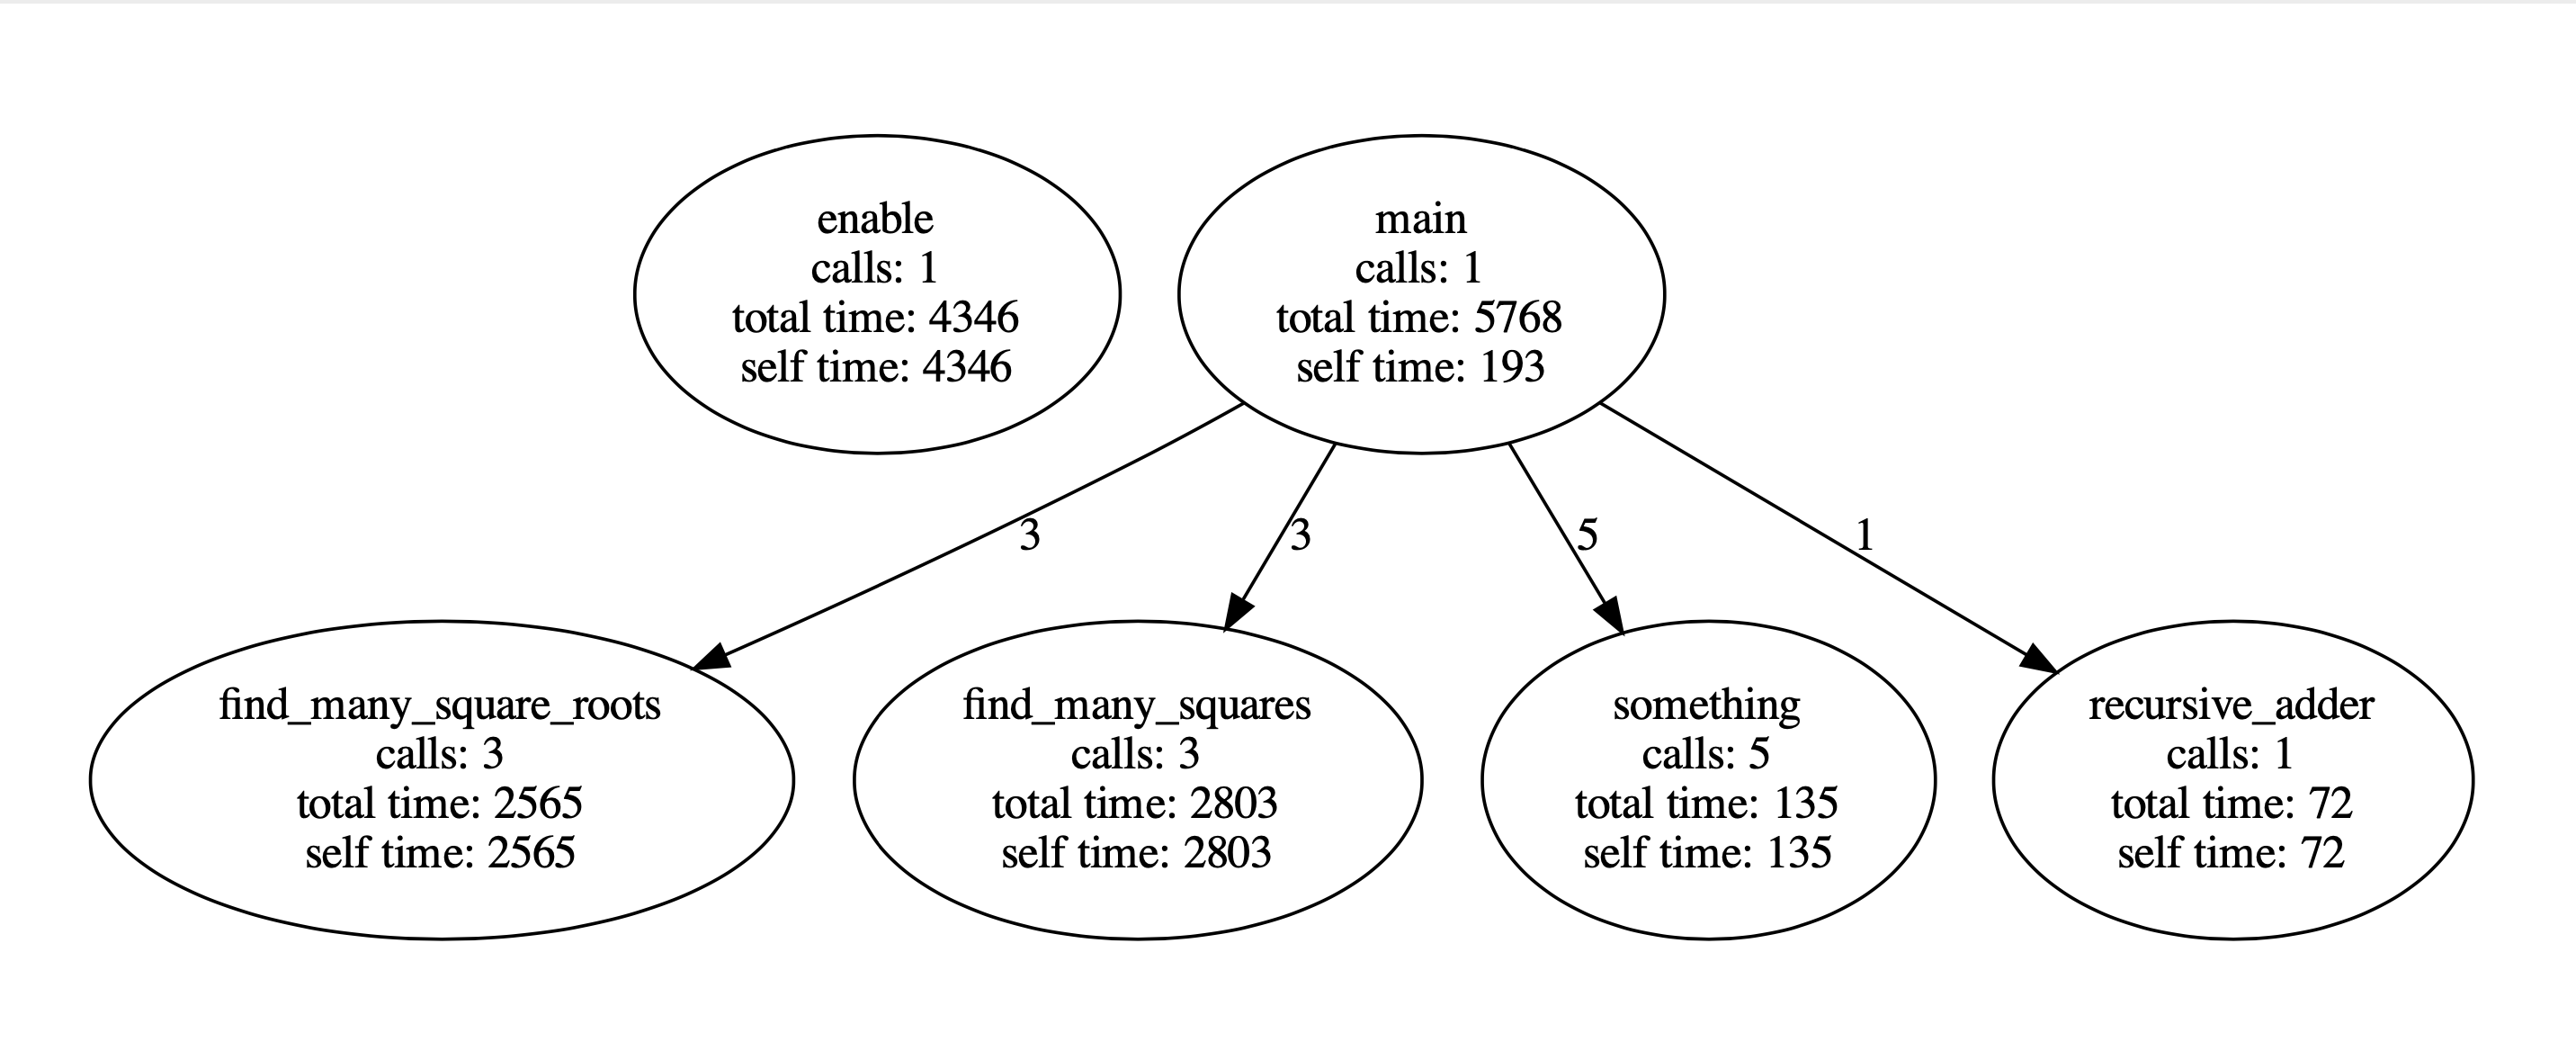 enable
calls: 1
total time: 4346
self time: 4346
main
calls: 1
total time: 5768
self time: 193
3
3
5
1
find_many_square_roots
calls: 3
total time: 2565
self time: 2565
find_many_squares
calls: 3
total time: 2803
self time: 2803
something
calls: 5
total time: 135
self time: 135
recursive_adder
calls: 1
total time: 72
self time: 72